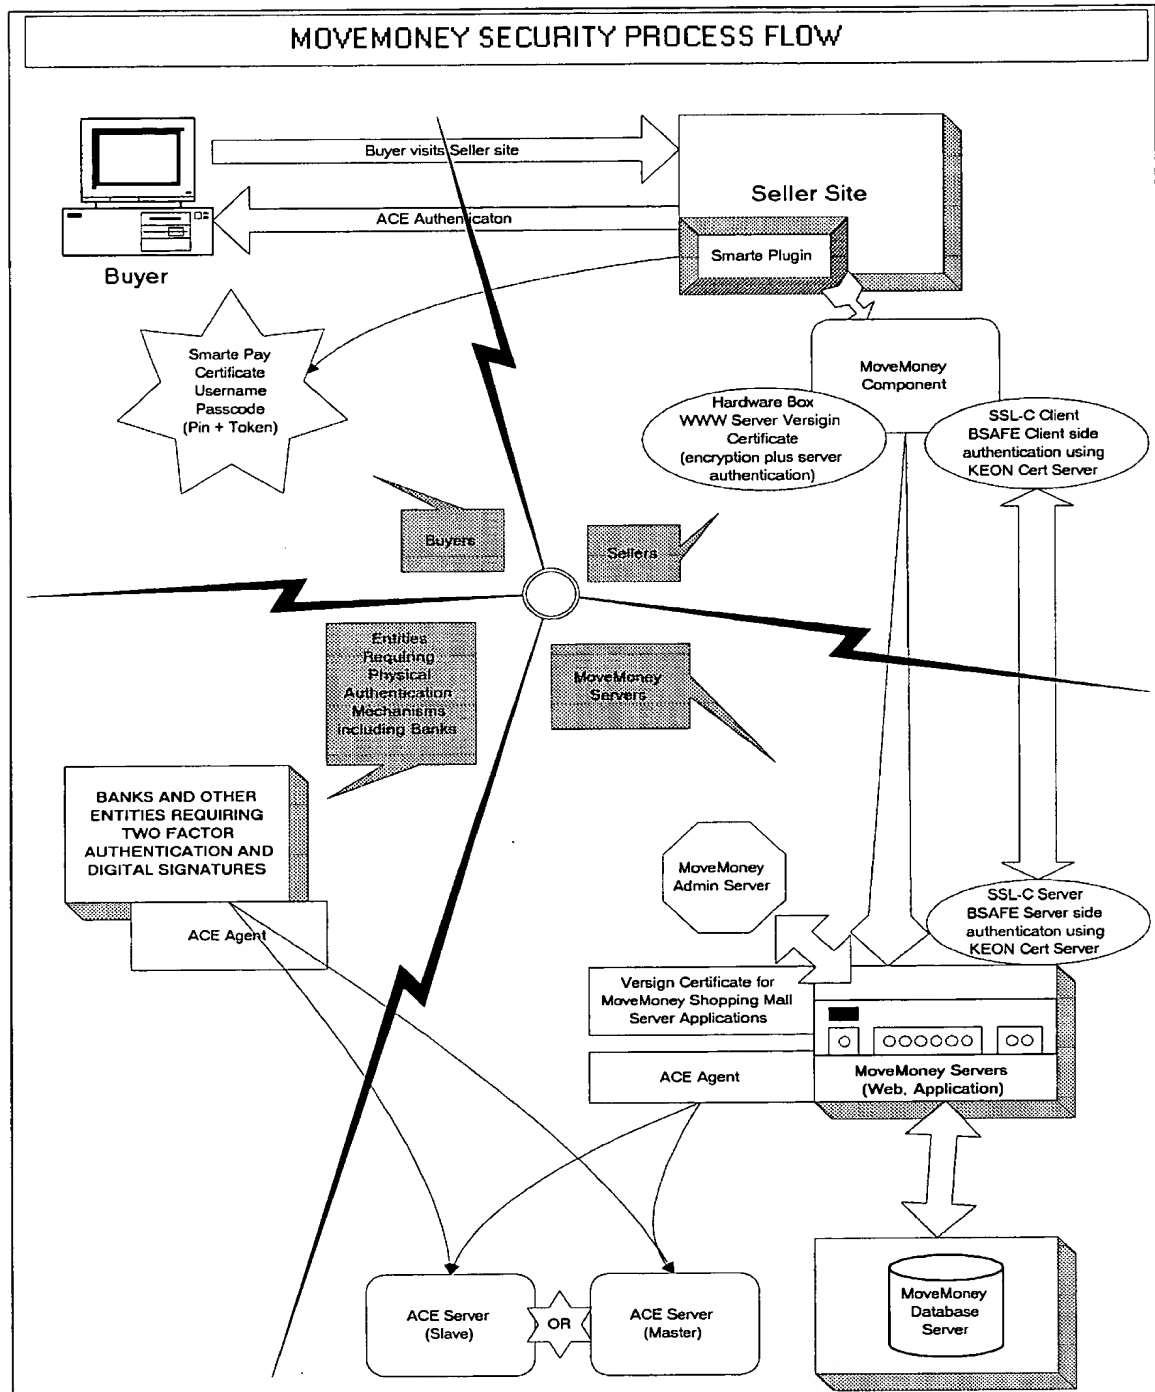 MOVEMONEY SECURITY PROCESS FLOW
Buyer visits Seller site
ACE Authenticaton
Buyer
Seller Site
Smarte Plugin
Smarte Pay
Certificate
Username
Passcode
(Pin + Token)
MoveMoney
Component
Hardware Box
WWW Server Versigin
Certificate
(encryption plus server
authentication)
SSL-C Client
BSAFE Client side
authentication using
KEON Cert Server
Buyers
Sellers
Entities
Requiring
Physical
Authentication
Mechanisms
including Banks
MoveMoney
Servers
BANKS AND OTHER
ENTITIES REQUIRING
TWO FACTOR
AUTHENTICATION AND
DIGITAL SIGNATURES
ACE Agent
MoveMoney
Admin Server
SSL-C Server
BSAFE Server side
authenticaton using
KEON Cert Server
Versign Certificate for
MoveMoney Shopping Mall
Server Applications
ACE Agent
MoveMoney Servers
(Web, Application)
ACE Server
(Slave)
OR
ACE Server
(Master)
MoveMoney
Database
Server